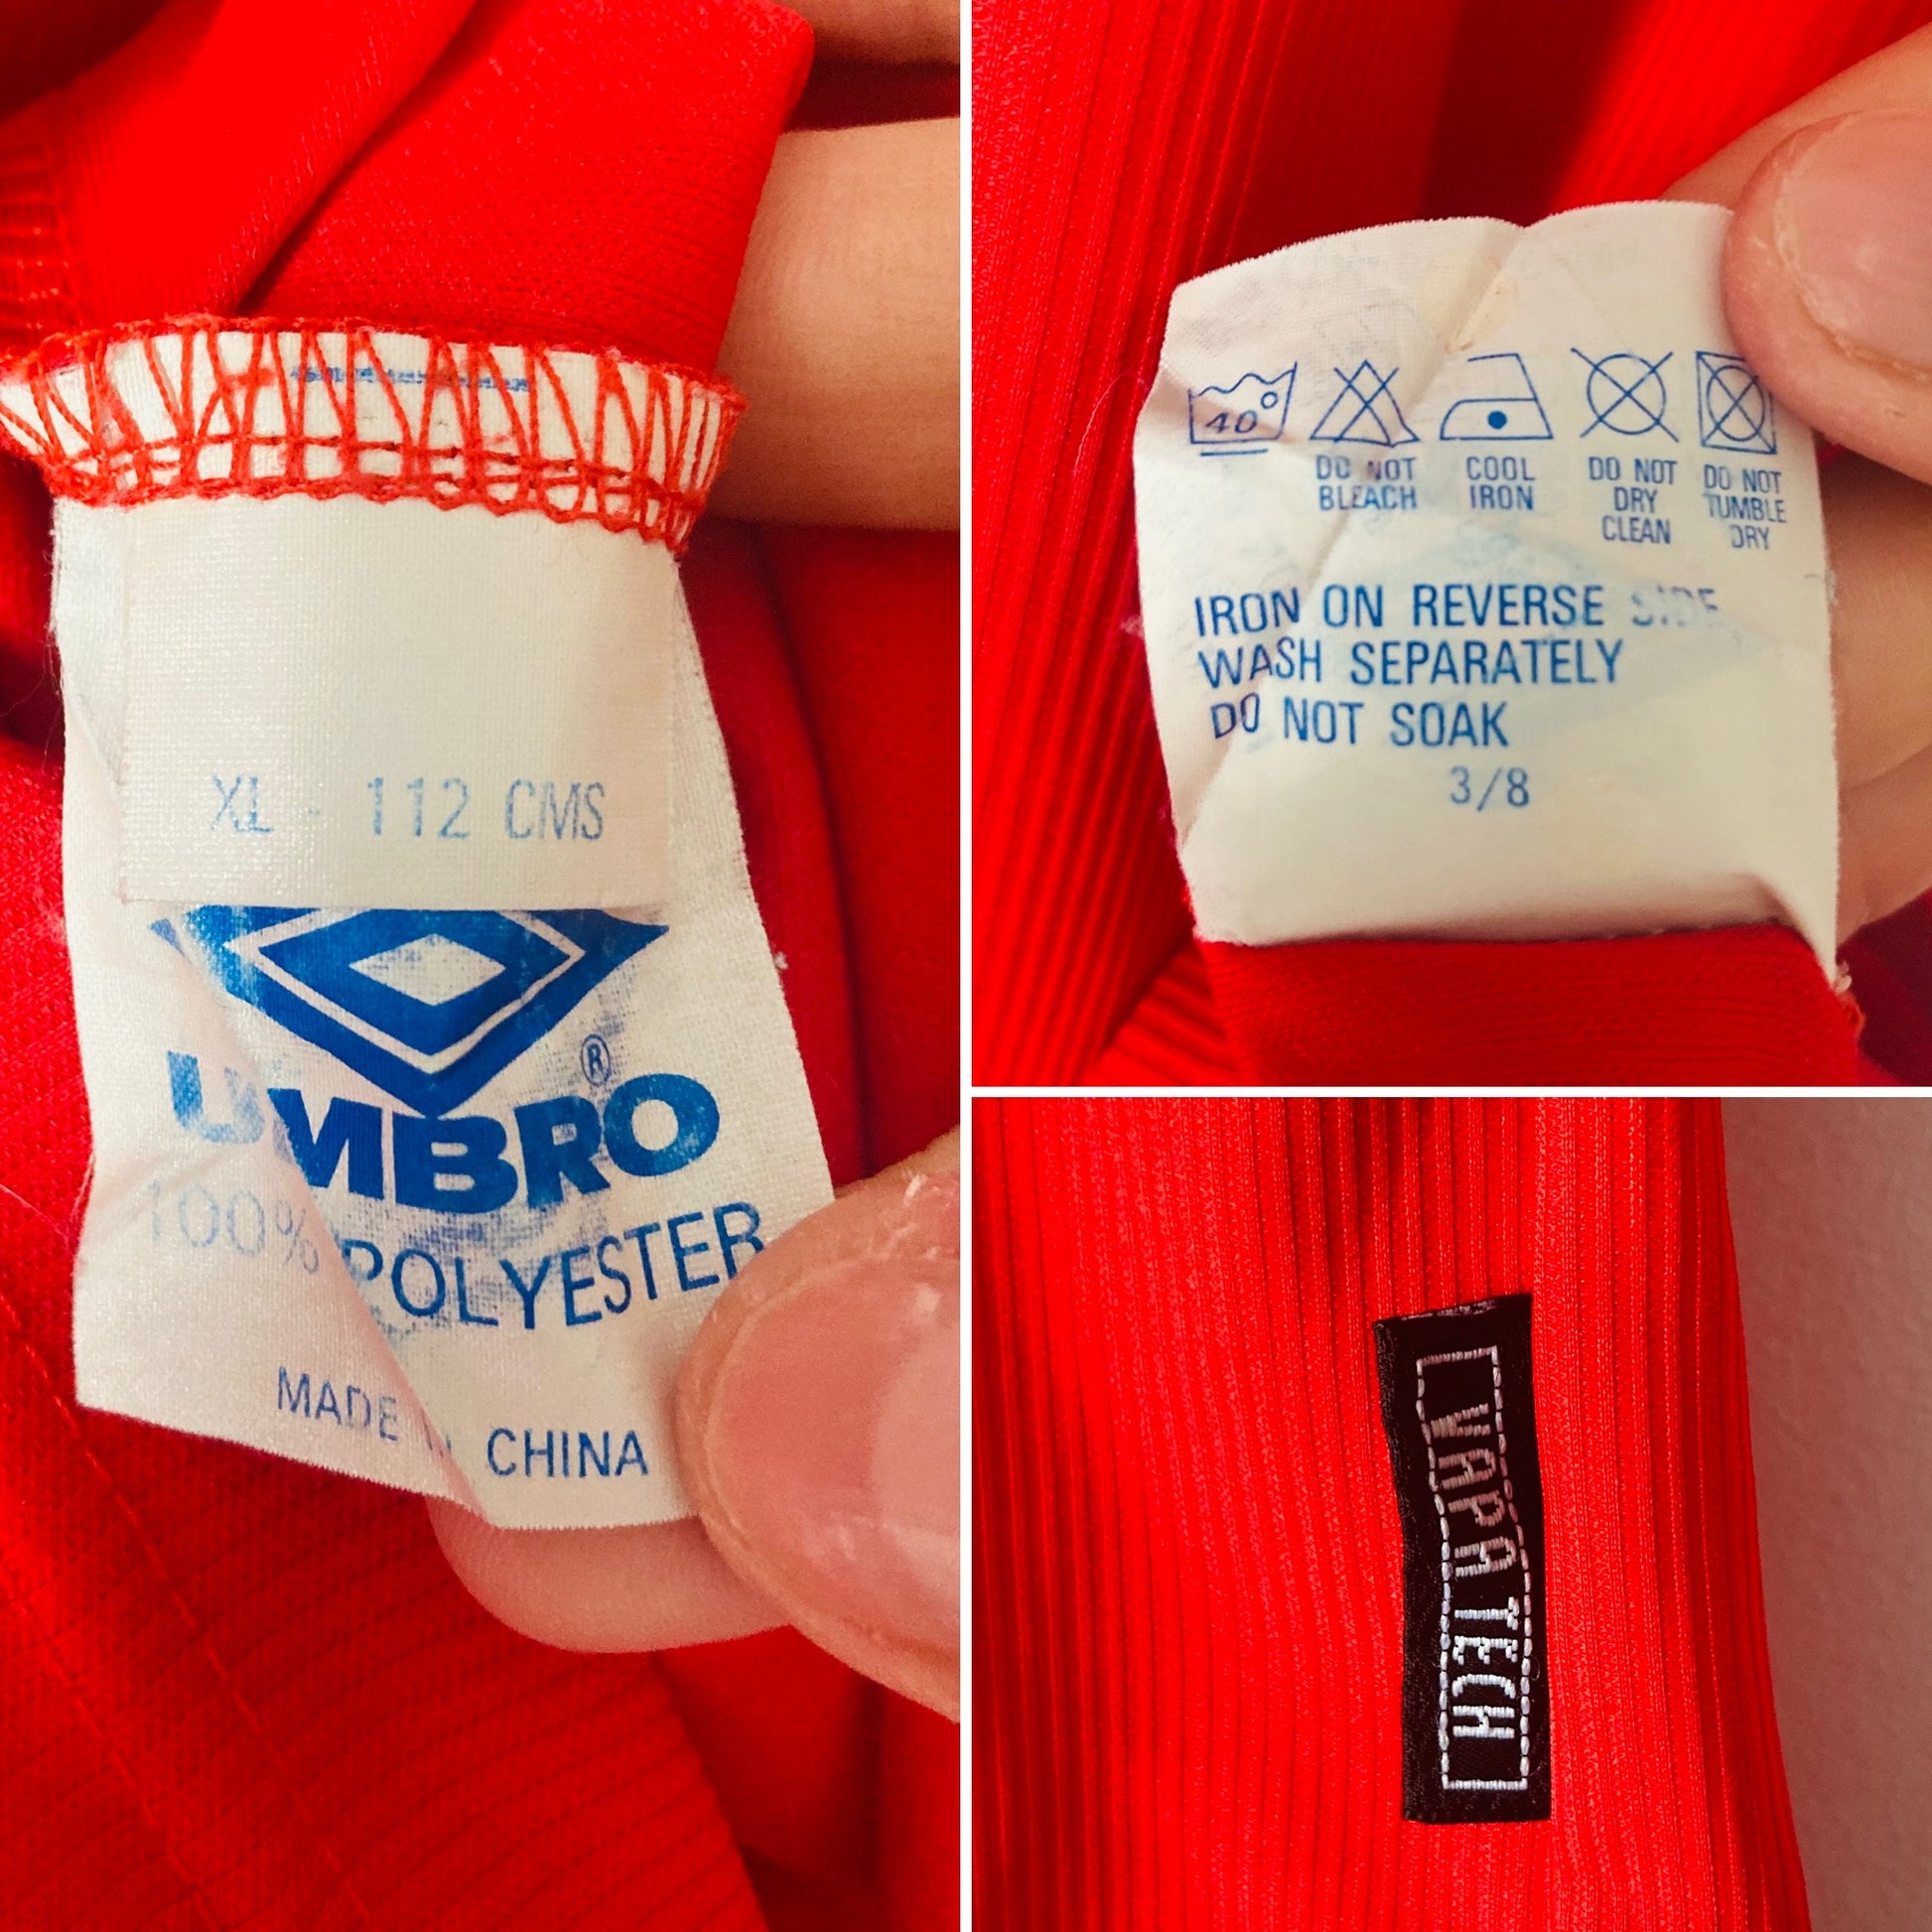 XL - 112 CMS
UMBRO®
100% POLYESTER
MADE IN CHINA
40°
DO NOT BLEACH
COOL IRON
DO NOT DRY CLEAN
DO NOT TUMBLE DRY
IRON ON REVERSE SIDE
WASH SEPARATELY
DO NOT SOAK
3/8
VAPA TECH